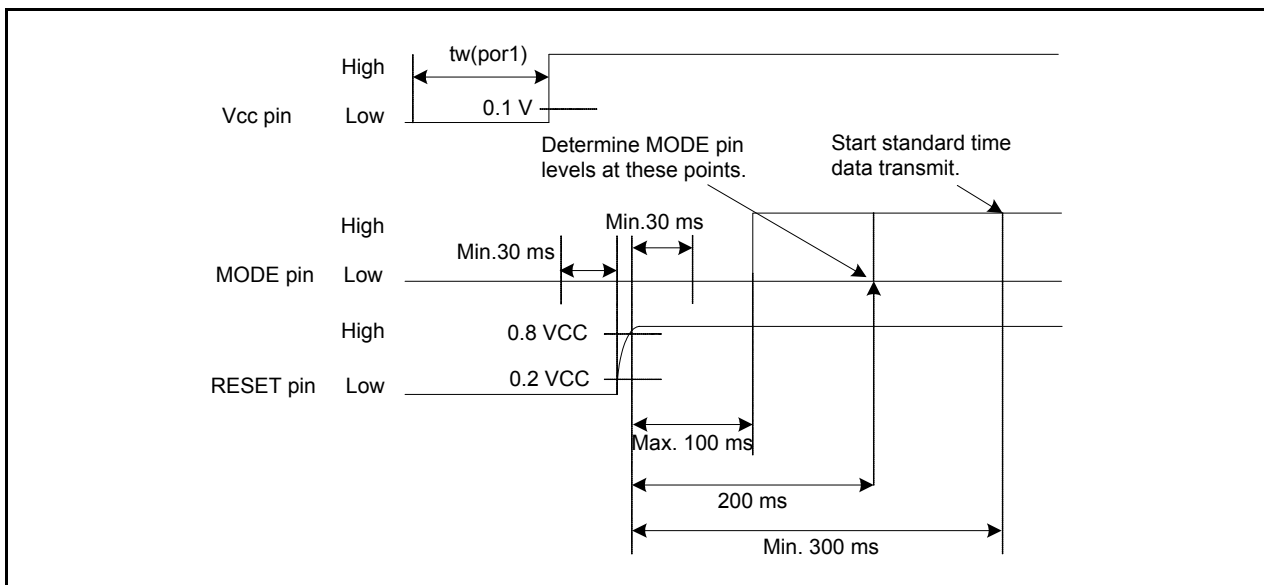 tw(por1)
High
0.1 V
Vcc pin
Low
Determine MODE pin
levels at these points.
Start standard time
data transmit.
High
Min.30 ms
Min.30 ms
MODE pin
Low
High
0.8 VCC
0.2 VCC
RESET pin
Low
Max. 100 ms
200 ms
Min. 300 ms